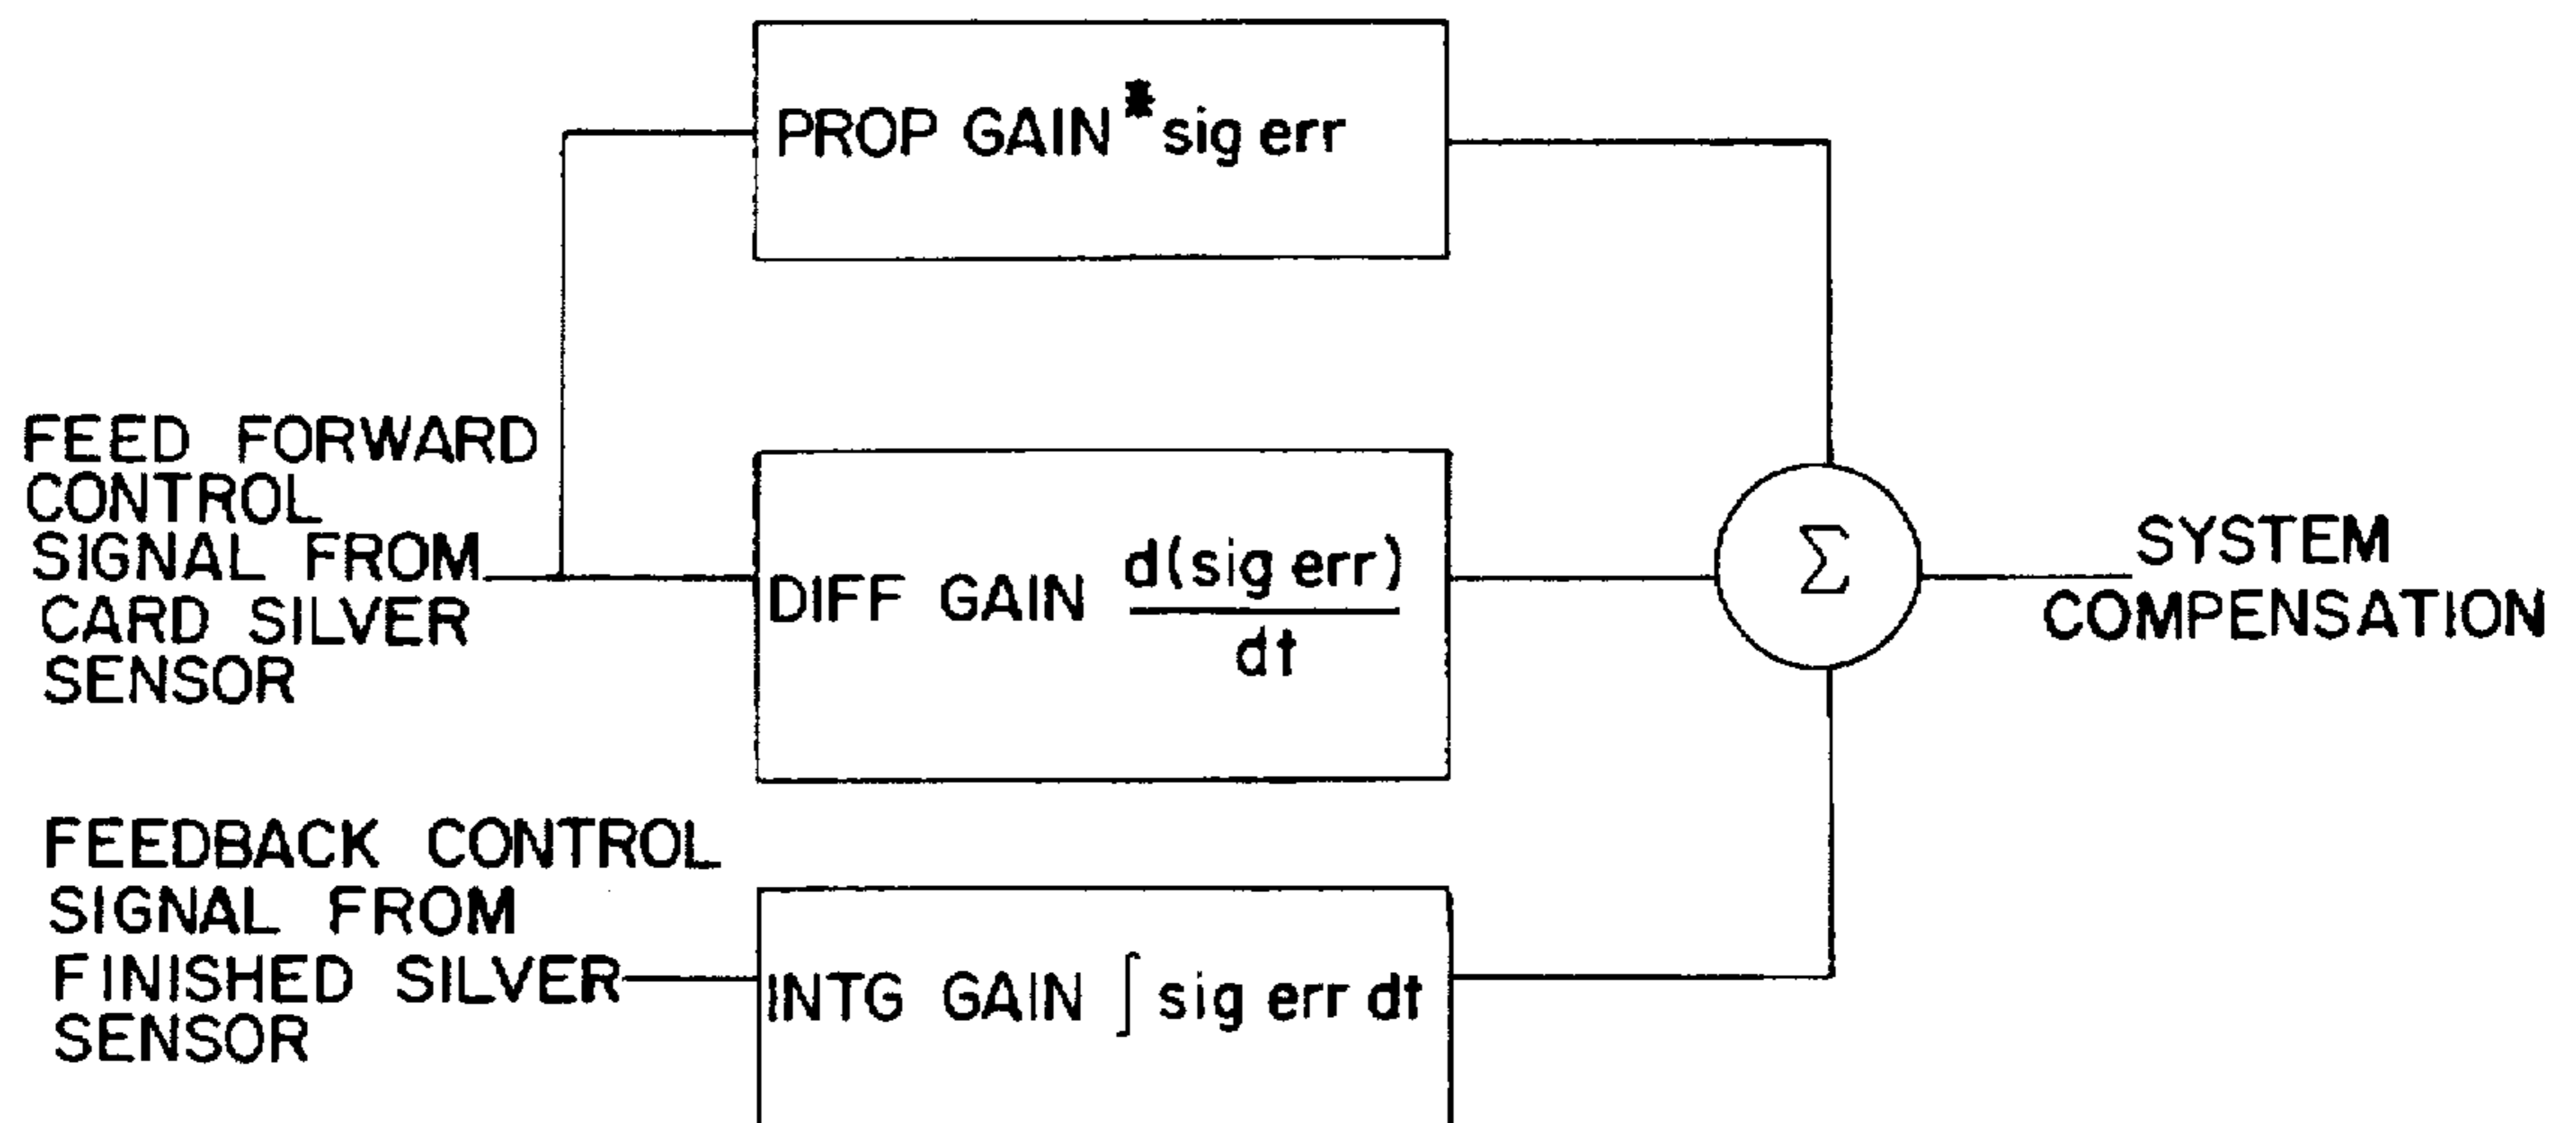 PROP GAIN * sig err
FEED FORWARD
CONTROL
SIGNAL FROM
CARD SILVER
SENSOR
DIFF GAIN d(sig err)
dt
Σ
SYSTEM
COMPENSATION
FEEDBACK CONTROL
SIGNAL FROM
FINISHED SILVER
SENSOR
INTG GAIN ∫ sig err dt